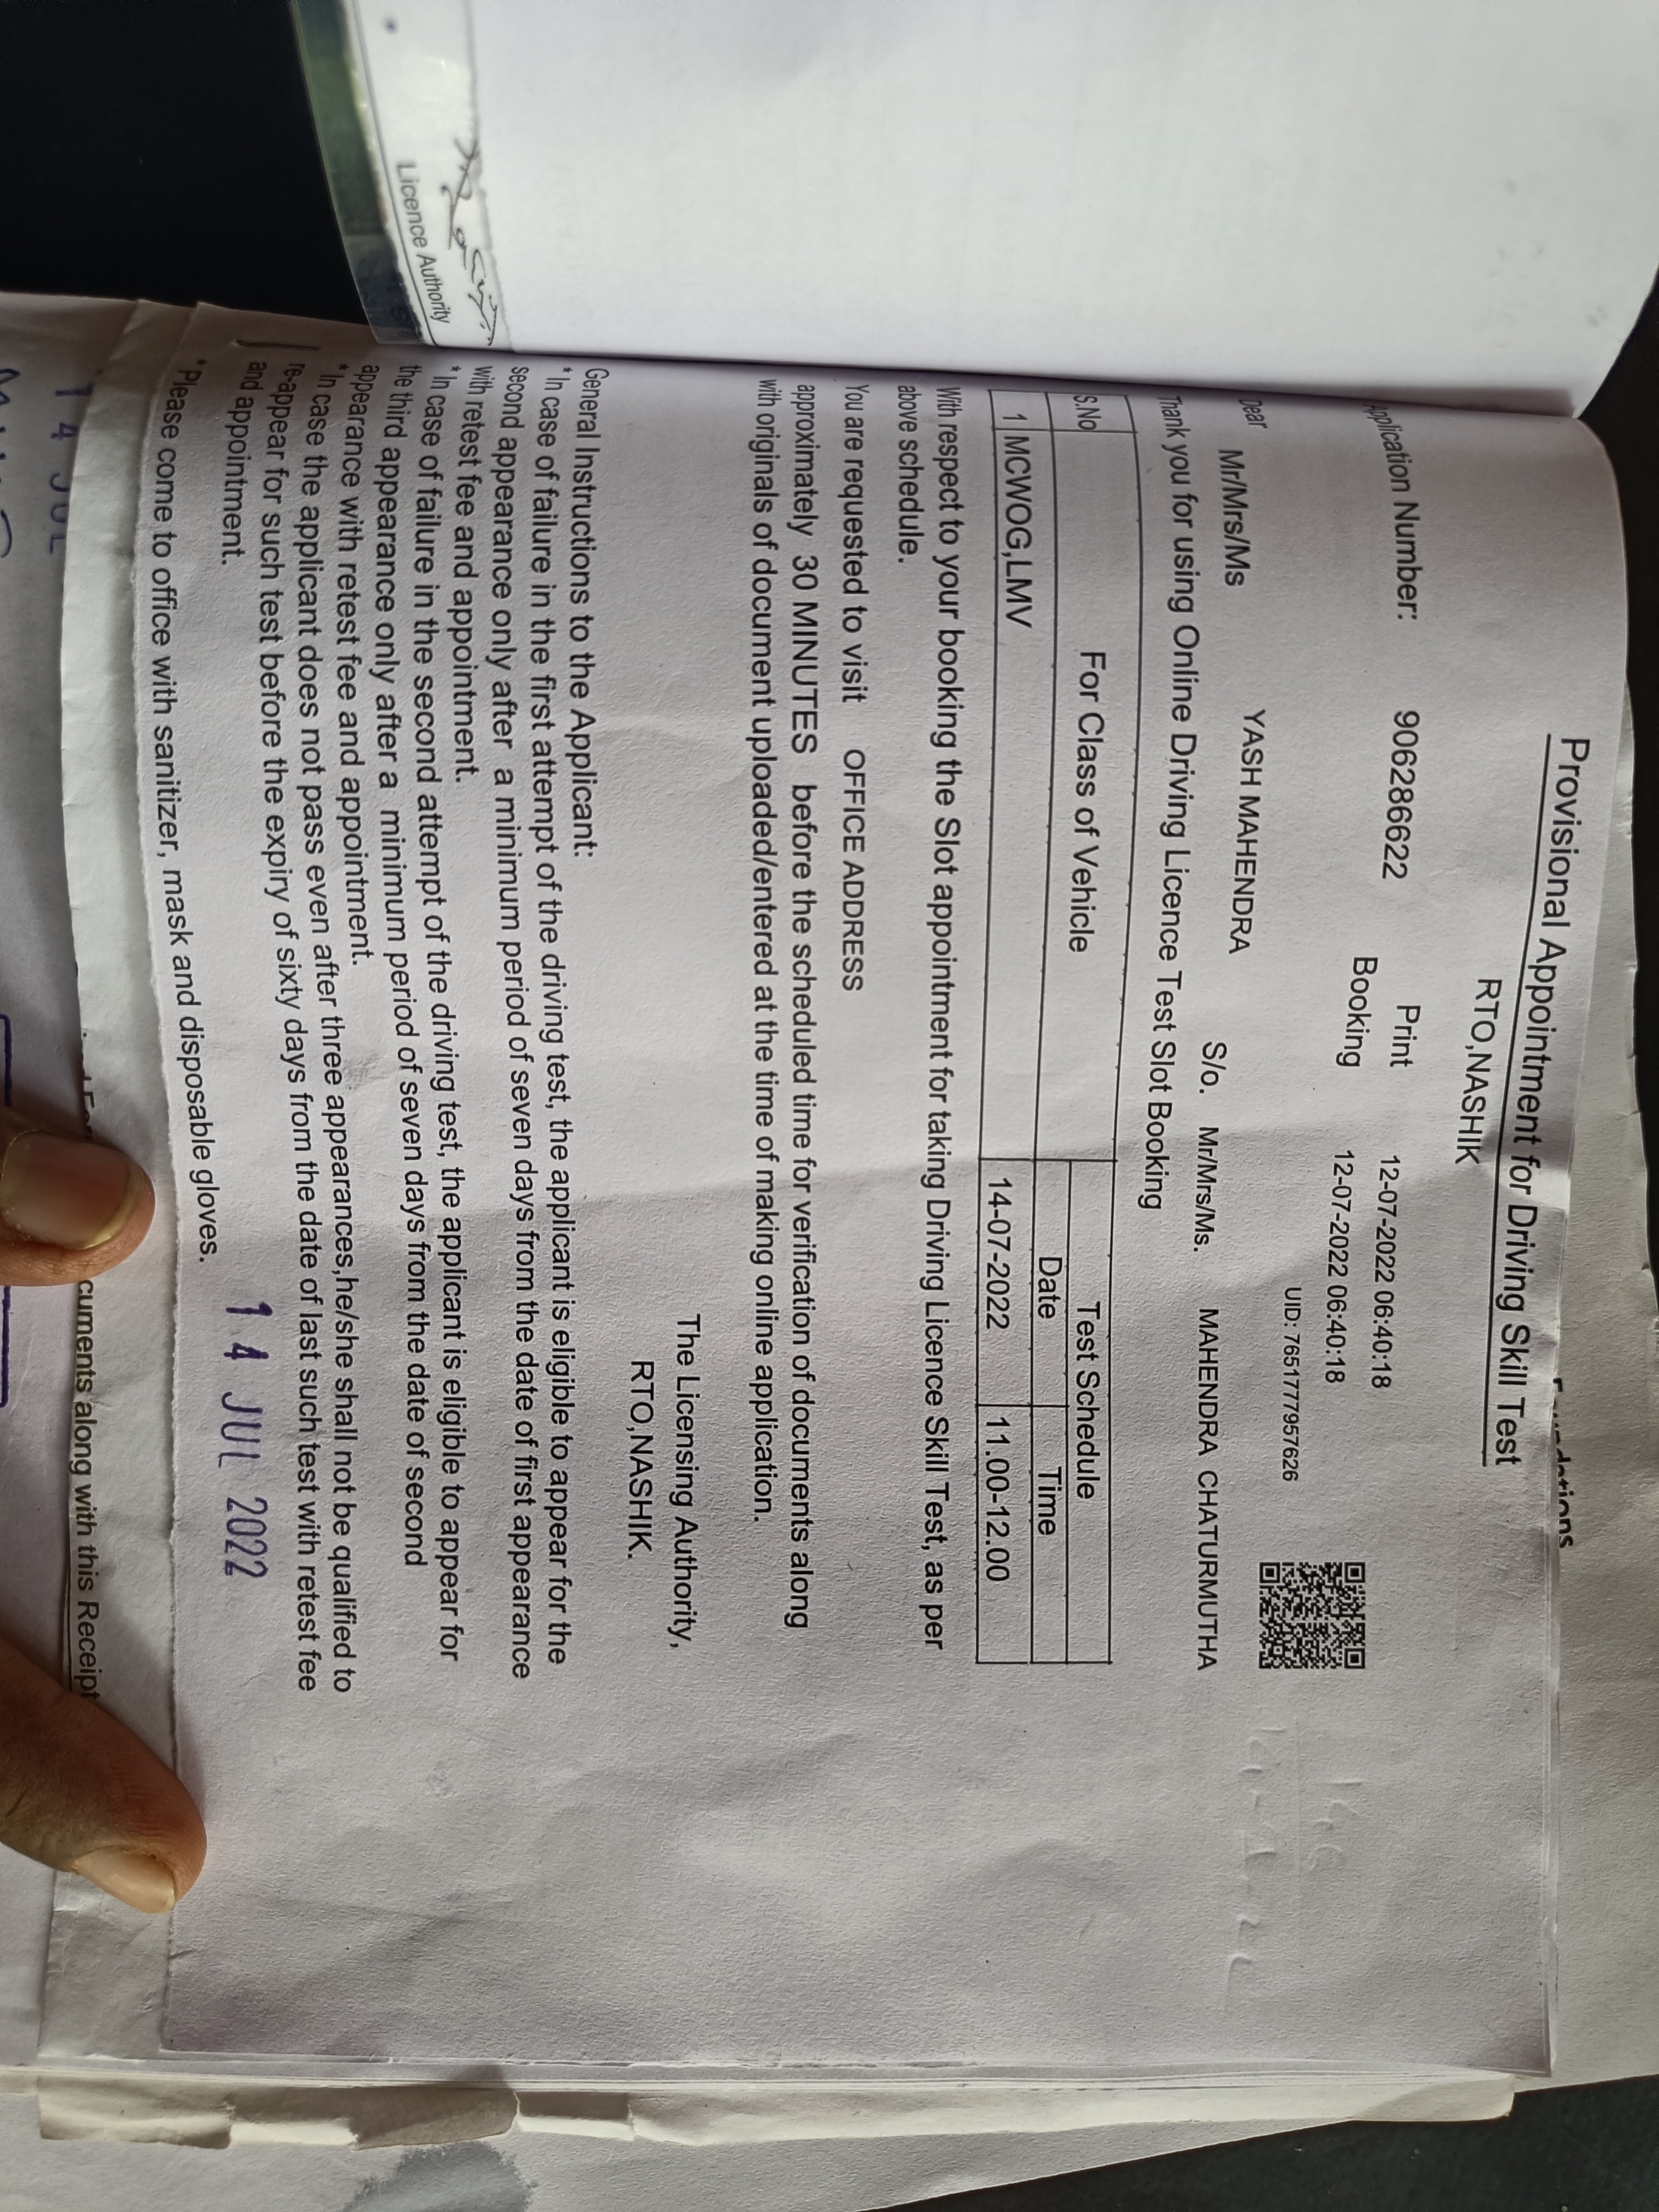 Foundations
Provisional Appointment for Driving Skill Test
RTO,NASHIK
Application Number: 906286622 Print 12-07-2022 06:40:18
Booking 12-07-2022 06:40:18
UID: 7651777957626
Dear
Mr/Mrs/Ms YASH MAHENDRA S/o. Mr/Mrs/Ms. MAHENDRA CHATURMUTHA
Thank you for using Online Driving Licence Test Slot Booking
S.No For Class of Vehicle Test Schedule
Date Time
1 MCWOG,LMV 14-07-2022 11.00-12.00
With respect to your booking the Slot appointment for taking Driving Licence Skill Test, as per
above schedule.
You are requested to visit OFFICE ADDRESS
approximately 30 MINUTES before the scheduled time for verification of documents along
with originals of document uploaded/entered at the time of making online application.
The Licensing Authority,
RTO,NASHIK.
General Instructions to the Applicant:
*In case of failure in the first attempt of the driving test, the applicant is eligible to appear for the
second appearance only after a minimum period of seven days from the date of first appearance
with retest fee and appointment.
*In case of failure in the second attempt of the driving test, the applicant is eligible to appear for
the third appearance only after a minimum period of seven days from the date of second
appearance with retest fee and appointment.
*In case the applicant does not pass even after three appearances,he/she shall not be qualified to
re-appear for such test before the expiry of sixty days from the date of last such test with retest fee
and appointment.
14 JUL 2022
*Please come to office with sanitizer, mask and disposable gloves.
Licence Authority
cuments along with this Receipt
14 JUL